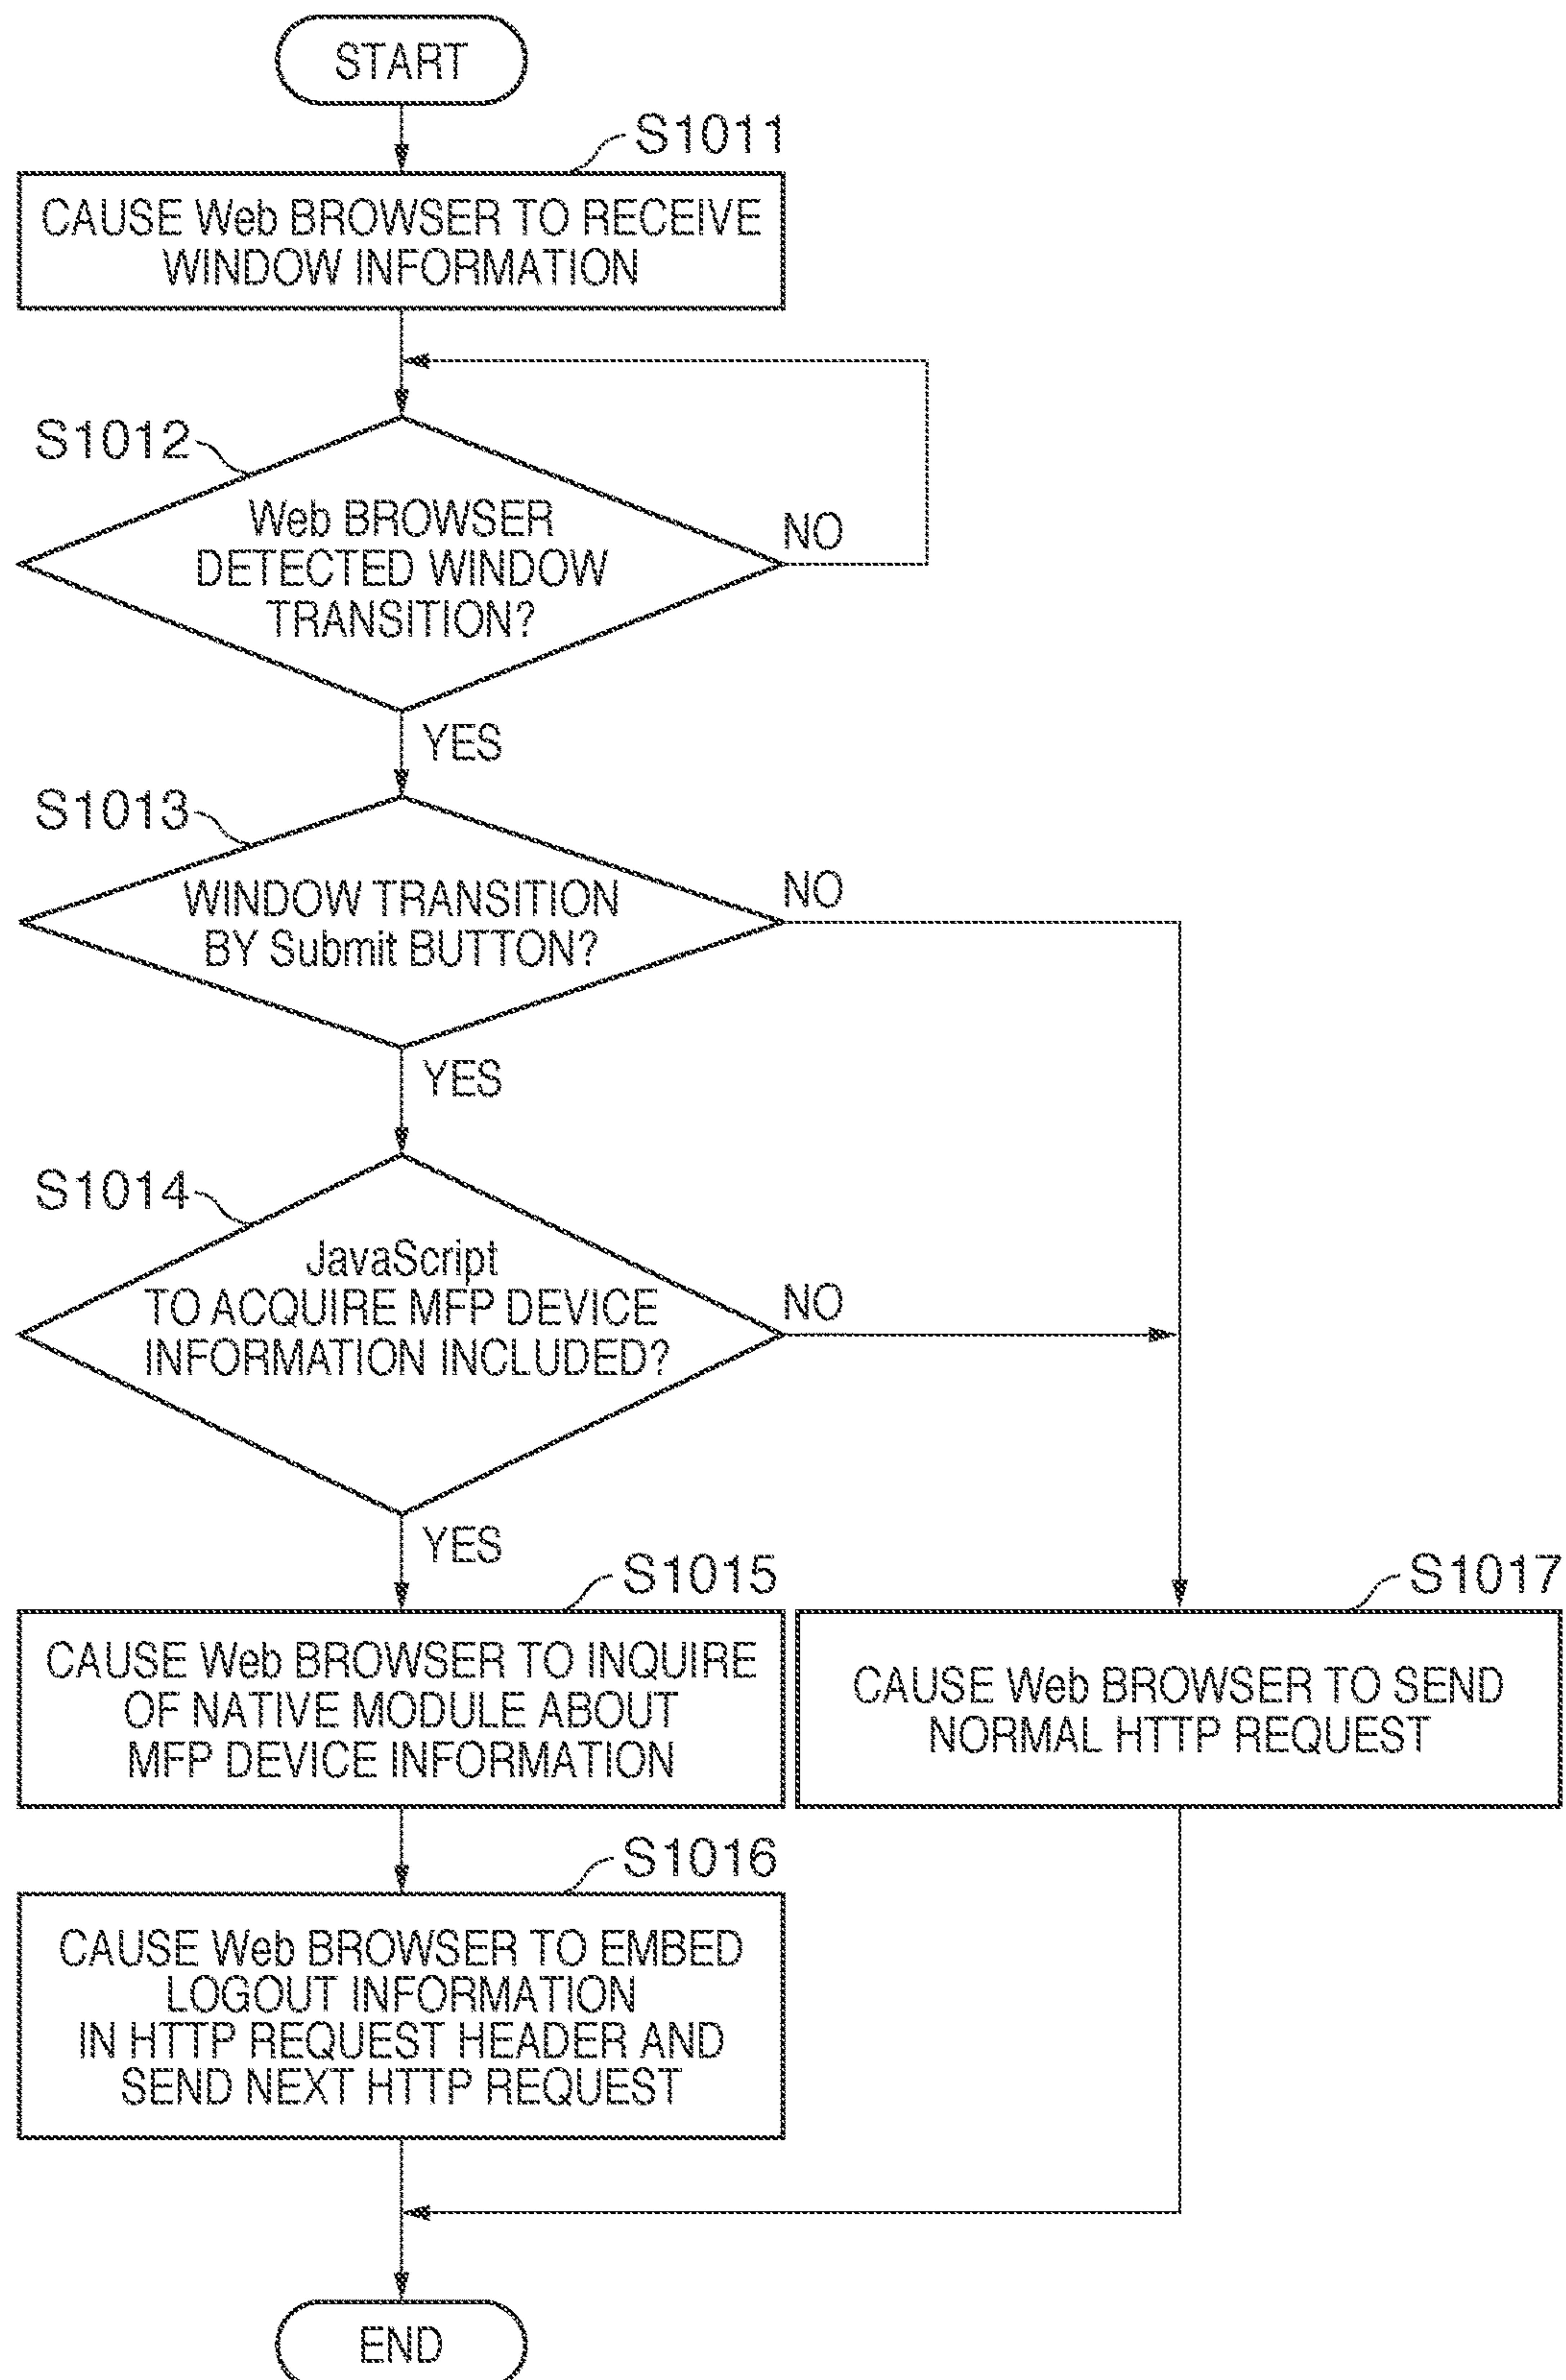 START
S1011
CAUSE Web BROWSER TO RECEIVE
WINDOW INFORMATION
S1012
Web BROWSER
DETECTED WINDOW
TRANSITION?
NO
YES
S1013
WINDOW TRANSITION
BY Submit BUTTON?
NO
YES
S1014
JavaScript
TO ACQUIRE MFP DEVICE
INFORMATION INCLUDED?
NO
YES
S1015
CAUSE Web BROWSER TO INQUIRE
OF NATIVE MODULE ABOUT
MFP DEVICE INFORMATION
S1017
CAUSE Web BROWSER TO SEND
NORMAL HTTP REQUEST
S1016
CAUSE Web BROWSER TO EMBED
LOGOUT INFORMATION
IN HTTP REQUEST HEADER AND
SEND NEXT HTTP REQUEST
END